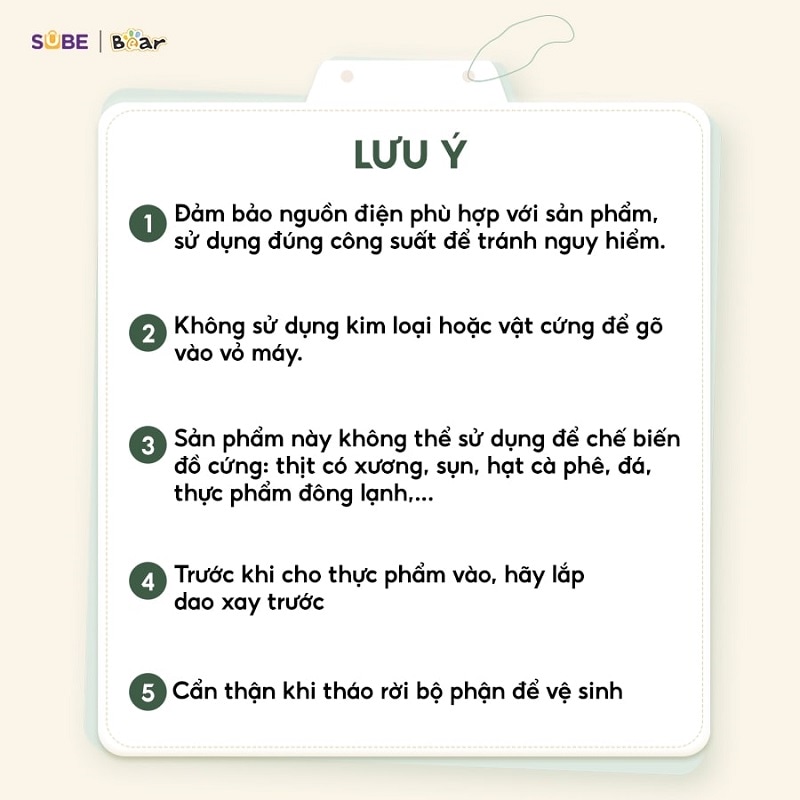 SUBE | Bear
LƯU Ý
1 Đảm bảo nguồn điện phù hợp với sản phẩm,
sử dụng đúng công suất để tránh nguy hiểm.
2 Không sử dụng kim loại hoặc vật cứng để gõ
vào vỏ máy.
3 Sản phẩm này không thể sử dụng để chế biến
đồ cứng: thịt có xương, sụn, hạt cà phê, đá,
thực phẩm đông lạnh,...
4 Trước khi cho thực phẩm vào, hãy lắp
dao xay trước
5 Cẩn thận khi tháo rời bộ phận để vệ sinh